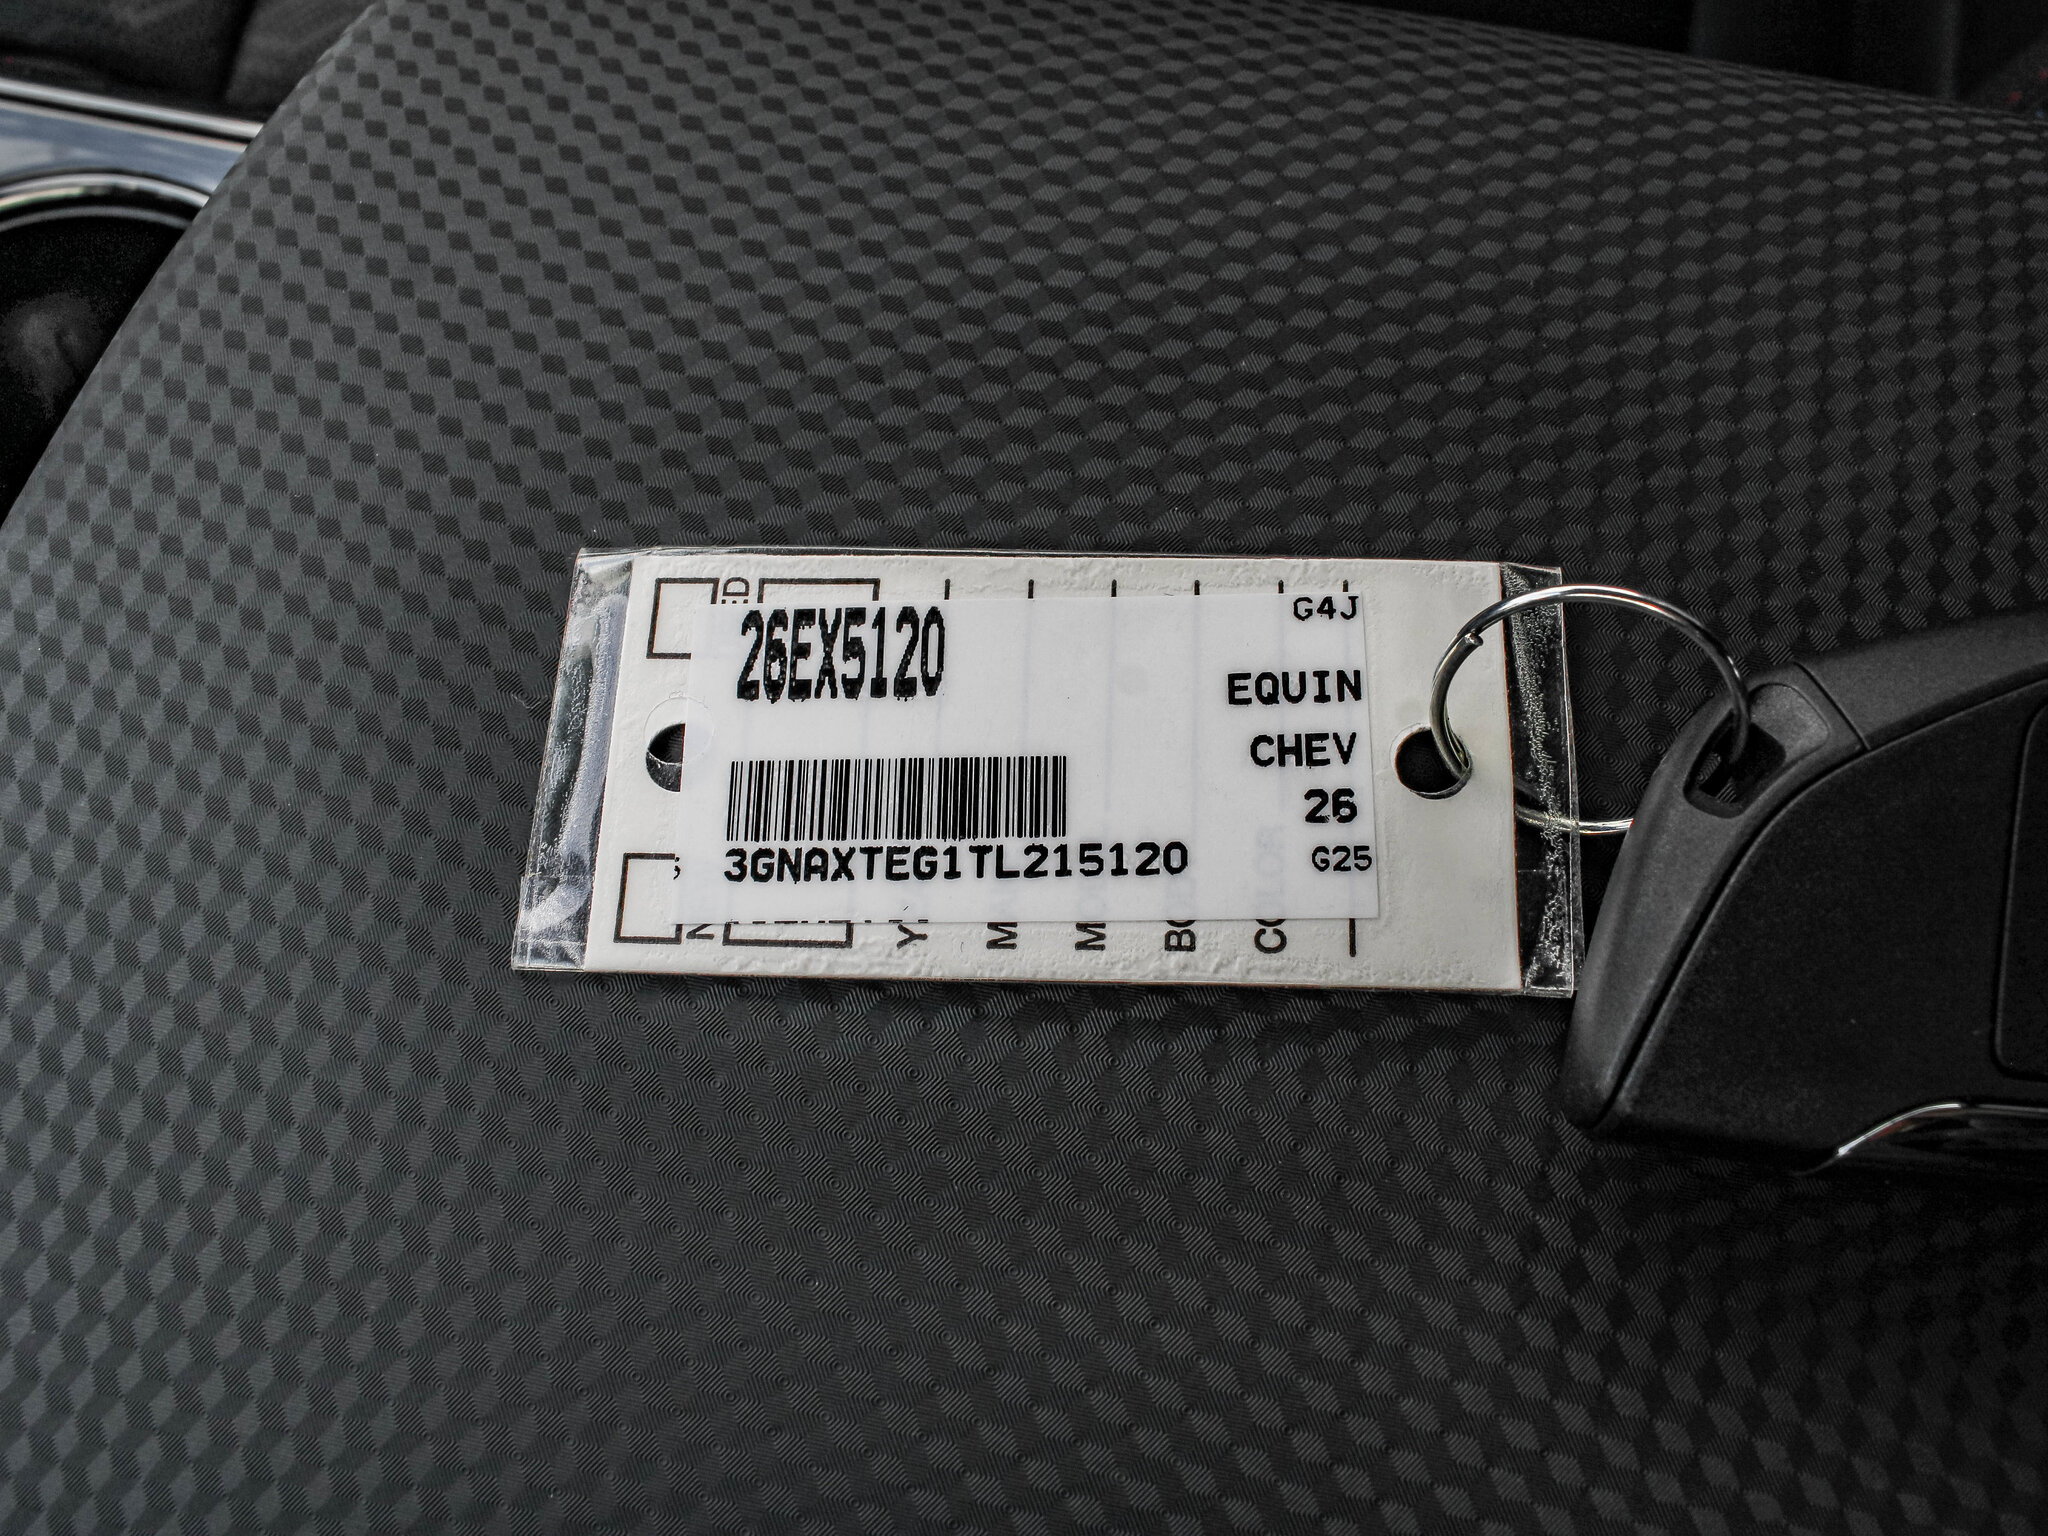 26EX5120
G4J
EQUIN
CHEV
26
3GNAXTEG1TL215120
G25